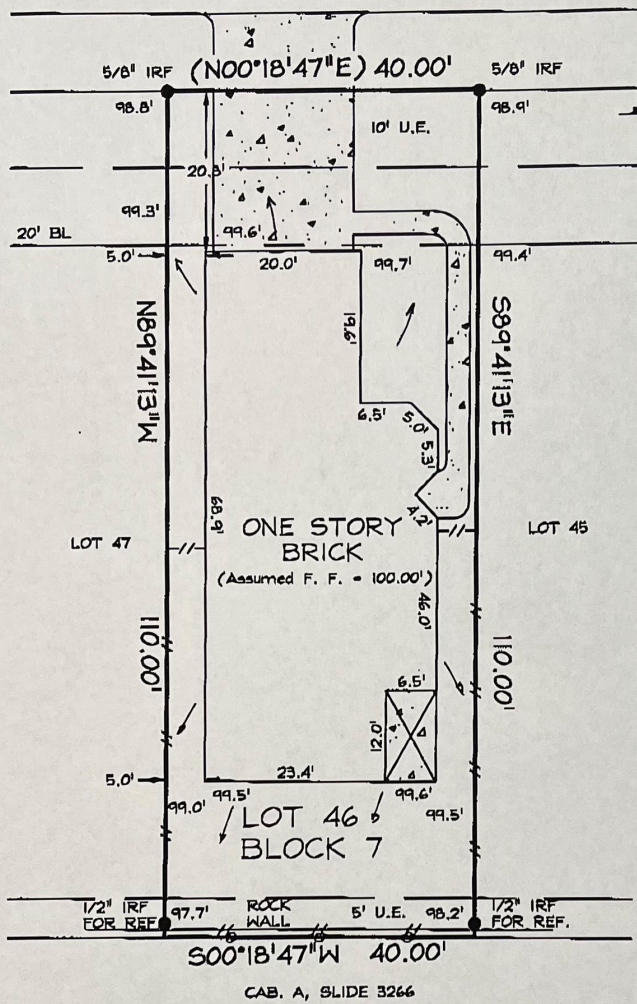 (N00°18'47"E) 40.00'
5/8" IRF
5/8" IRF
98.8'
98.9'
10' U.E.
20.3'
99.3'
20' BL
99.6'
5.0'
20.0'
99.7'
99.4'
N89°41'13"W
S89°41'13"E
19.6'
6.5'
5.0'
5.3'
4.2'
68.9'
ONE STORY
BRICK
(Assumed F. F. = 100.00')
LOT 47
LOT 45
46.0'
110.00'
110.00'
6.5'
12.0'
5.0'
23.4'
99.0'
99.5'
99.6'
99.5'
LOT 46
BLOCK 7
1/2" IRF
FOR REF.
97.7'
ROCK
WALL
5' U.E.
98.2'
1/2" IRF
FOR REF.
S00°18'47"W 40.00'
CAB. A, SLIDE 3266